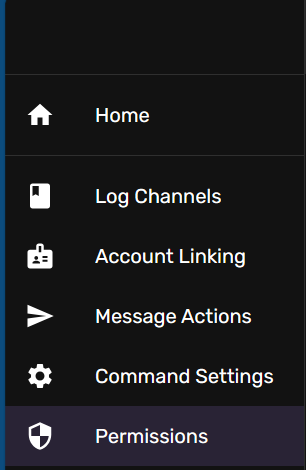 Home
Log Channels
Account Linking
Message Actions
Command Settings
Permissions